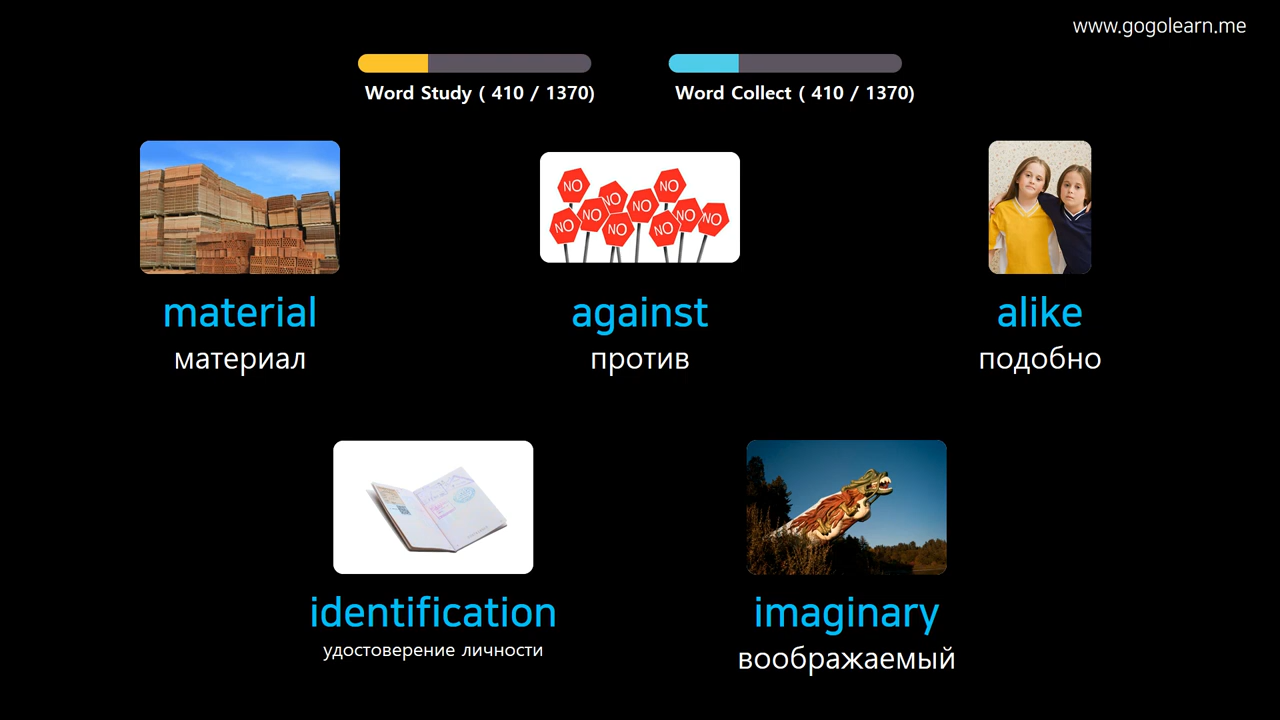 www.gogolearn.me
Word Study ( 410 / 1370)
Word Collect ( 410 / 1370)
NO
NO
NO
NO
NO
NO
NO
NO
NO
NO
material
against
alike
материал
против
подобно
identification
imaginary
удостоверение личности
воображаемый